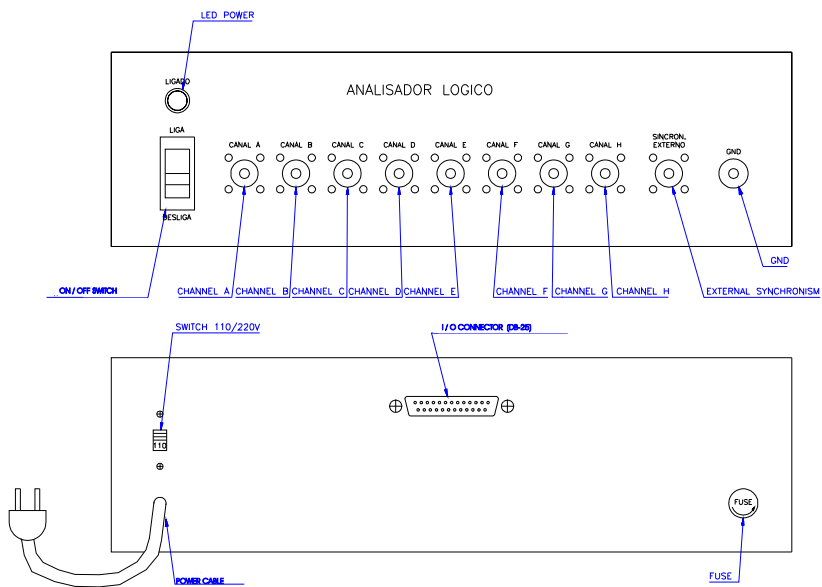 LED POWER
LIGADO
ANALISADOR LOGICO
LIGA
CANAL A
CANAL B
CANAL C
CANAL D
CANAL E
CANAL F
CANAL G
CANAL H
SINCRON.
EXTERNO
GND
DESLIGA
GND
ON / OFF SWITCH
CHANNEL A
CHANNEL B
CHANNEL C
CHANNEL D
CHANNEL E
CHANNEL F
CHANNEL G
CHANNEL H
EXTERNAL SYNCHRONISM
SWITCH 110/220V
I / O CONNECTOR (DB-25)
110
FUSE
POWER CABLE
FUSE